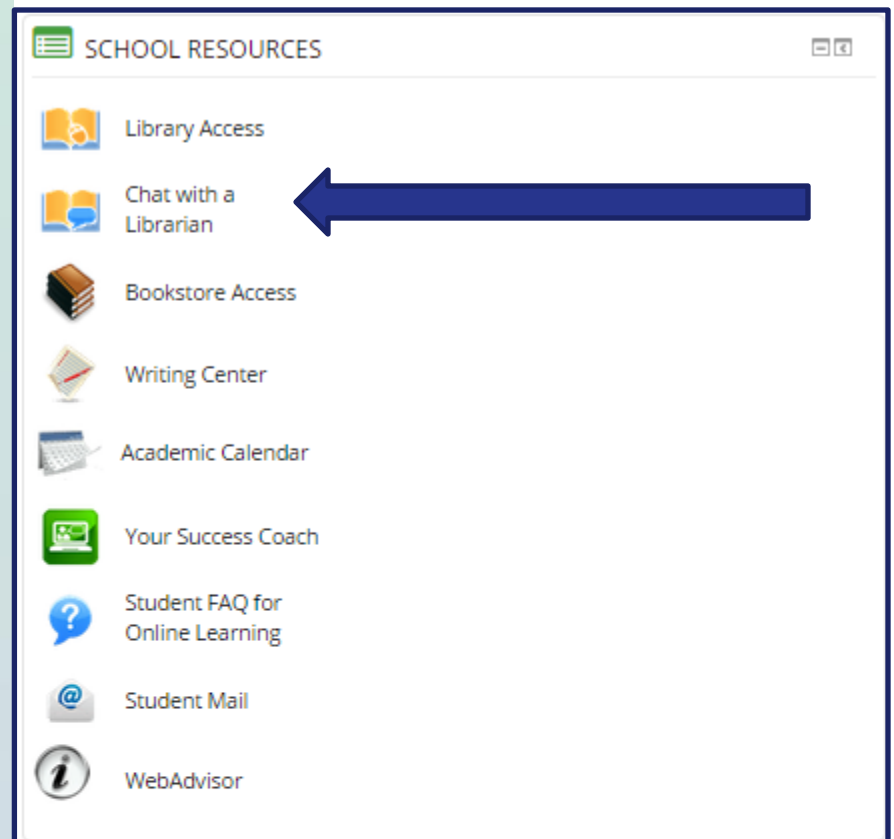 SCHOOL RESOURCES
Library Access
Chat with a
Librarian
Bookstore Access
Writing Center
Academic Calendar
Your Success Coach
Student FAQ for
Online Learning
Student Mail
WebAdvisor